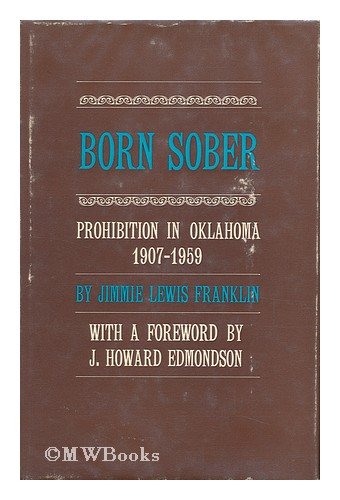 BORN SOBER
PROHIBITION IN OKLAHOMA
1907-1959
BY JIMMIE LEWIS FRANKLIN
WITH A FOREWORD BY
J. HOWARD EDMONDSON
©MWBooks